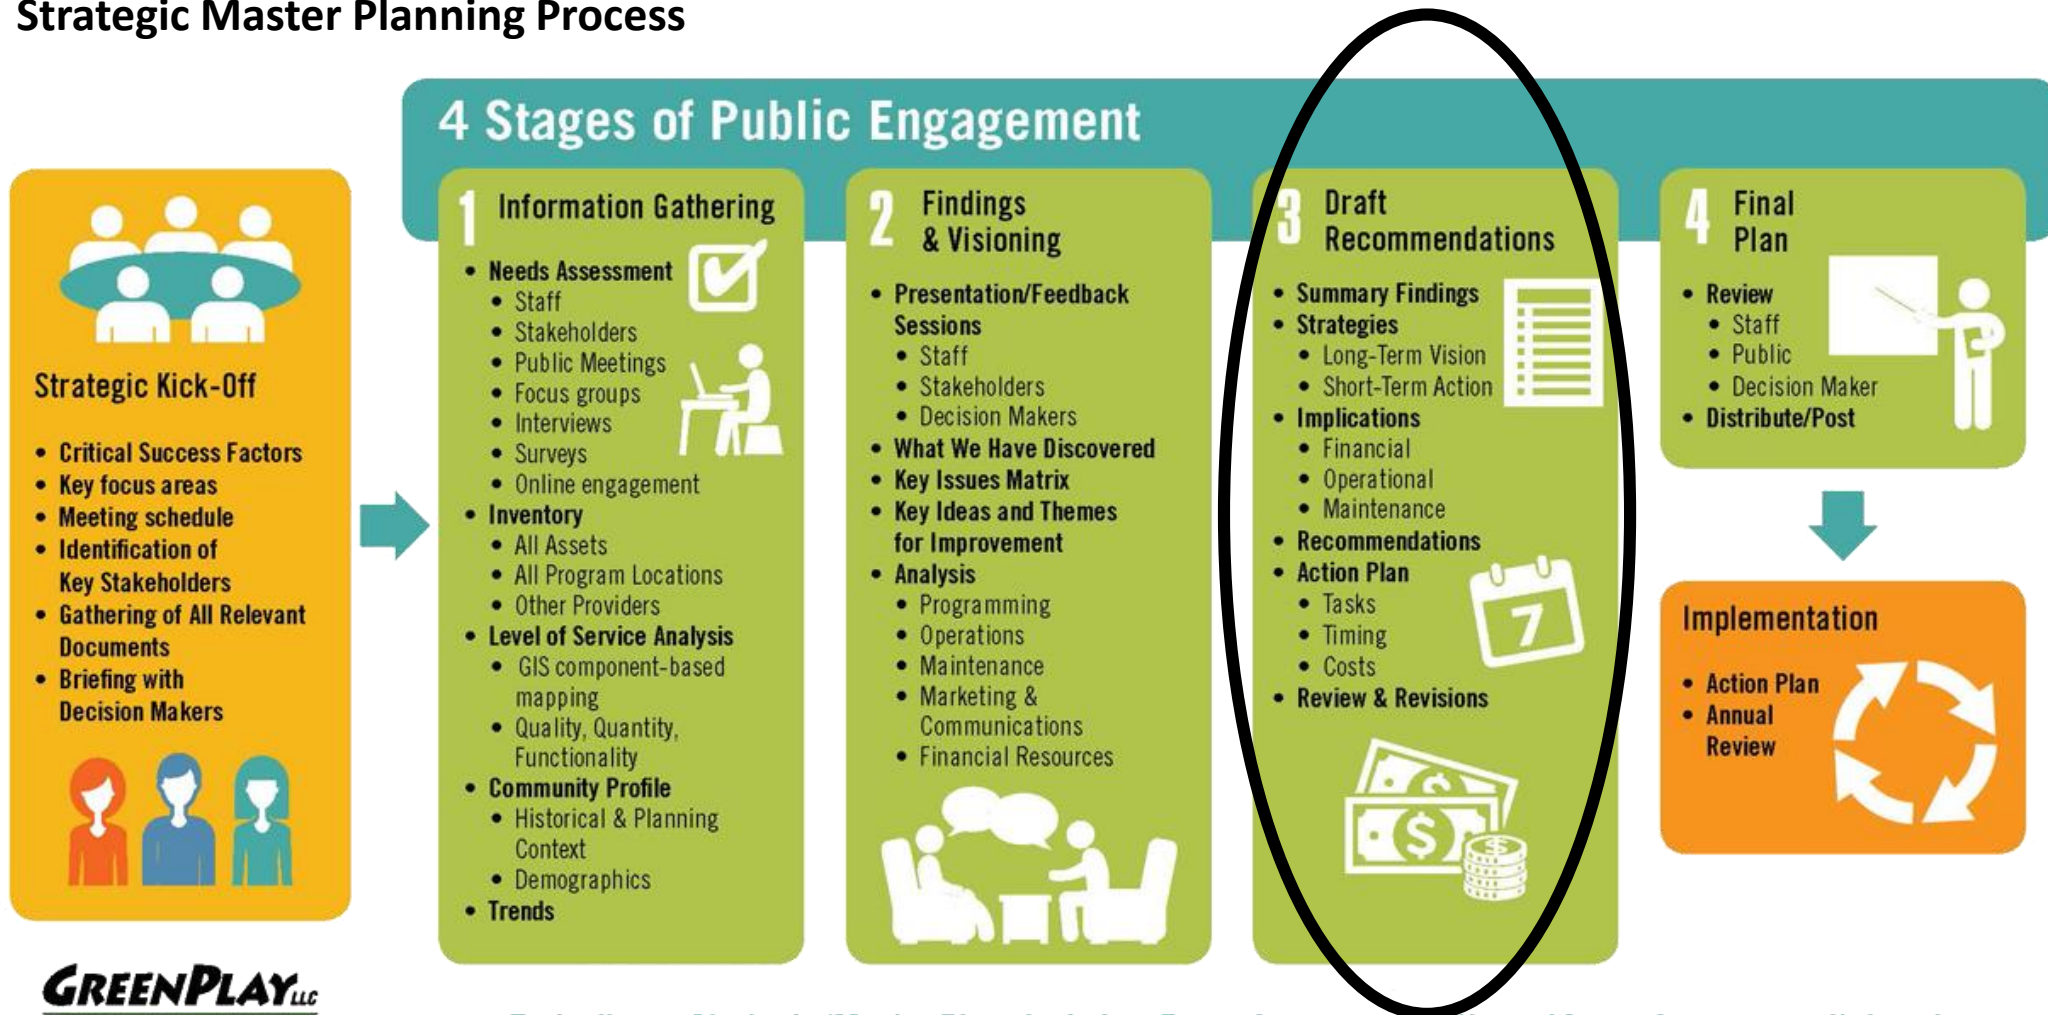 Strategic Master Planning Process
4 Stages of Public Engagement
Strategic Kick-Off
• Critical Success Factors
• Key focus areas
• Meeting schedule
• Identification of
Key Stakeholders
• Gathering of All Relevant
Documents
• Briefing with
Decision Makers
1 Information Gathering
• Needs Assessment
• Staff
• Stakeholders
• Public Meetings
• Focus groups
• Interviews
• Surveys
• Online engagement
• Inventory
• All Assets
• All Program Locations
• Other Providers
• Level of Service Analysis
• GIS component-based
mapping
• Quality, Quantity,
Functionality
• Community Profile
• Historical & Planning
Context
• Demographics
• Trends
2 Findings
& Visioning
• Presentation/Feedback
Sessions
• Staff
• Stakeholders
• Decision Makers
• What We Have Discovered
• Key Issues Matrix
• Key Ideas and Themes
for Improvement
• Analysis
• Programming
• Operations
• Maintenance
• Marketing &
Communications
• Financial Resources
3 Draft
Recommendations
• Summary Findings
• Strategies
• Long-Term Vision
• Short-Term Action
• Implications
• Financial
• Operational
• Maintenance
• Recommendations
• Action Plan
• Tasks
• Timing
• Costs
• Review & Revisions
7
$ $
$
4 Final
Plan
• Review
• Staff
• Public
• Decision Maker
• Distribute/Post
Implementation
• Action Plan
• Annual
Review
GREENPLAY LLC